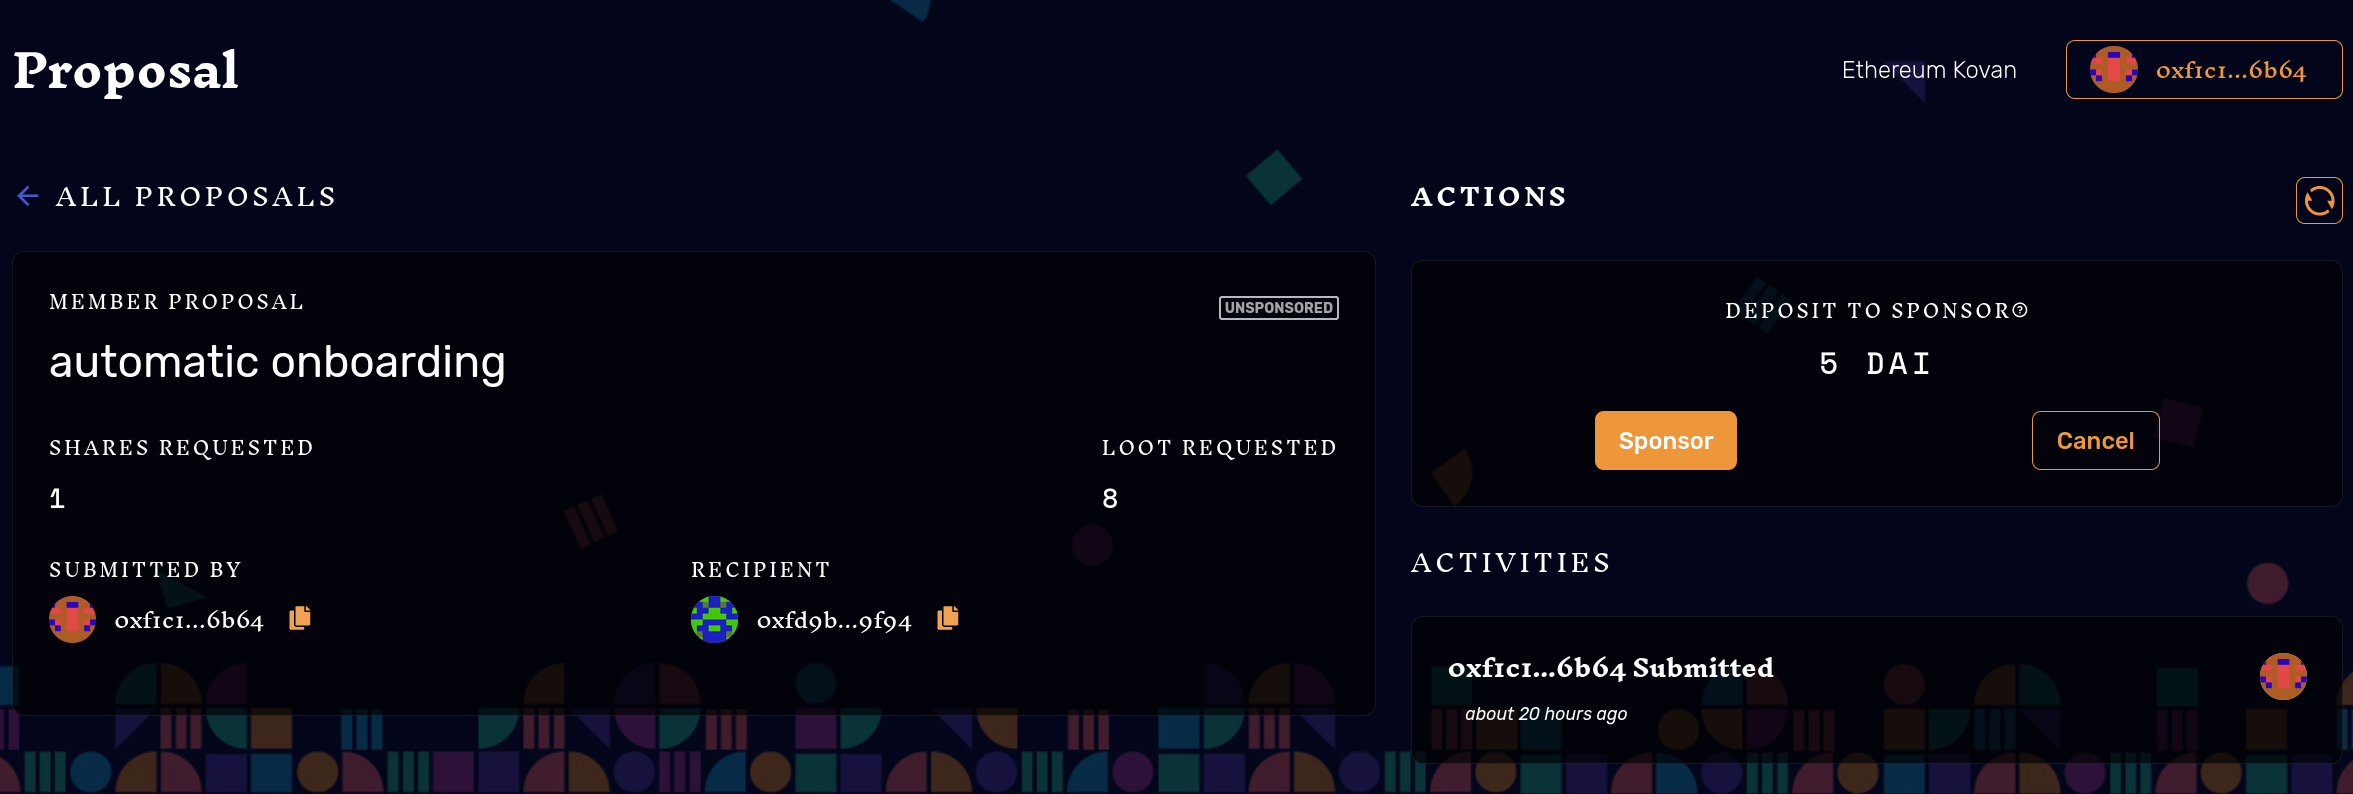 Proposal
Ethereum Kovan
0xf1c1...6b64
ALL PROPOSALS
MEMBER PROPOSAL
UNSPONSORED
automatic onboarding
SHARES REQUESTED
LOOT REQUESTED
1
8
SUBMITTED BY
RECIPIENT
0xf1c1...6b64
0xfd9b...9f94
ACTIONS
DEPOSIT TO SPONSOR?
5 DAI
Sponsor
Cancel
ACTIVITIES
0xf1c1...6b64 Submitted
about 20 hours ago